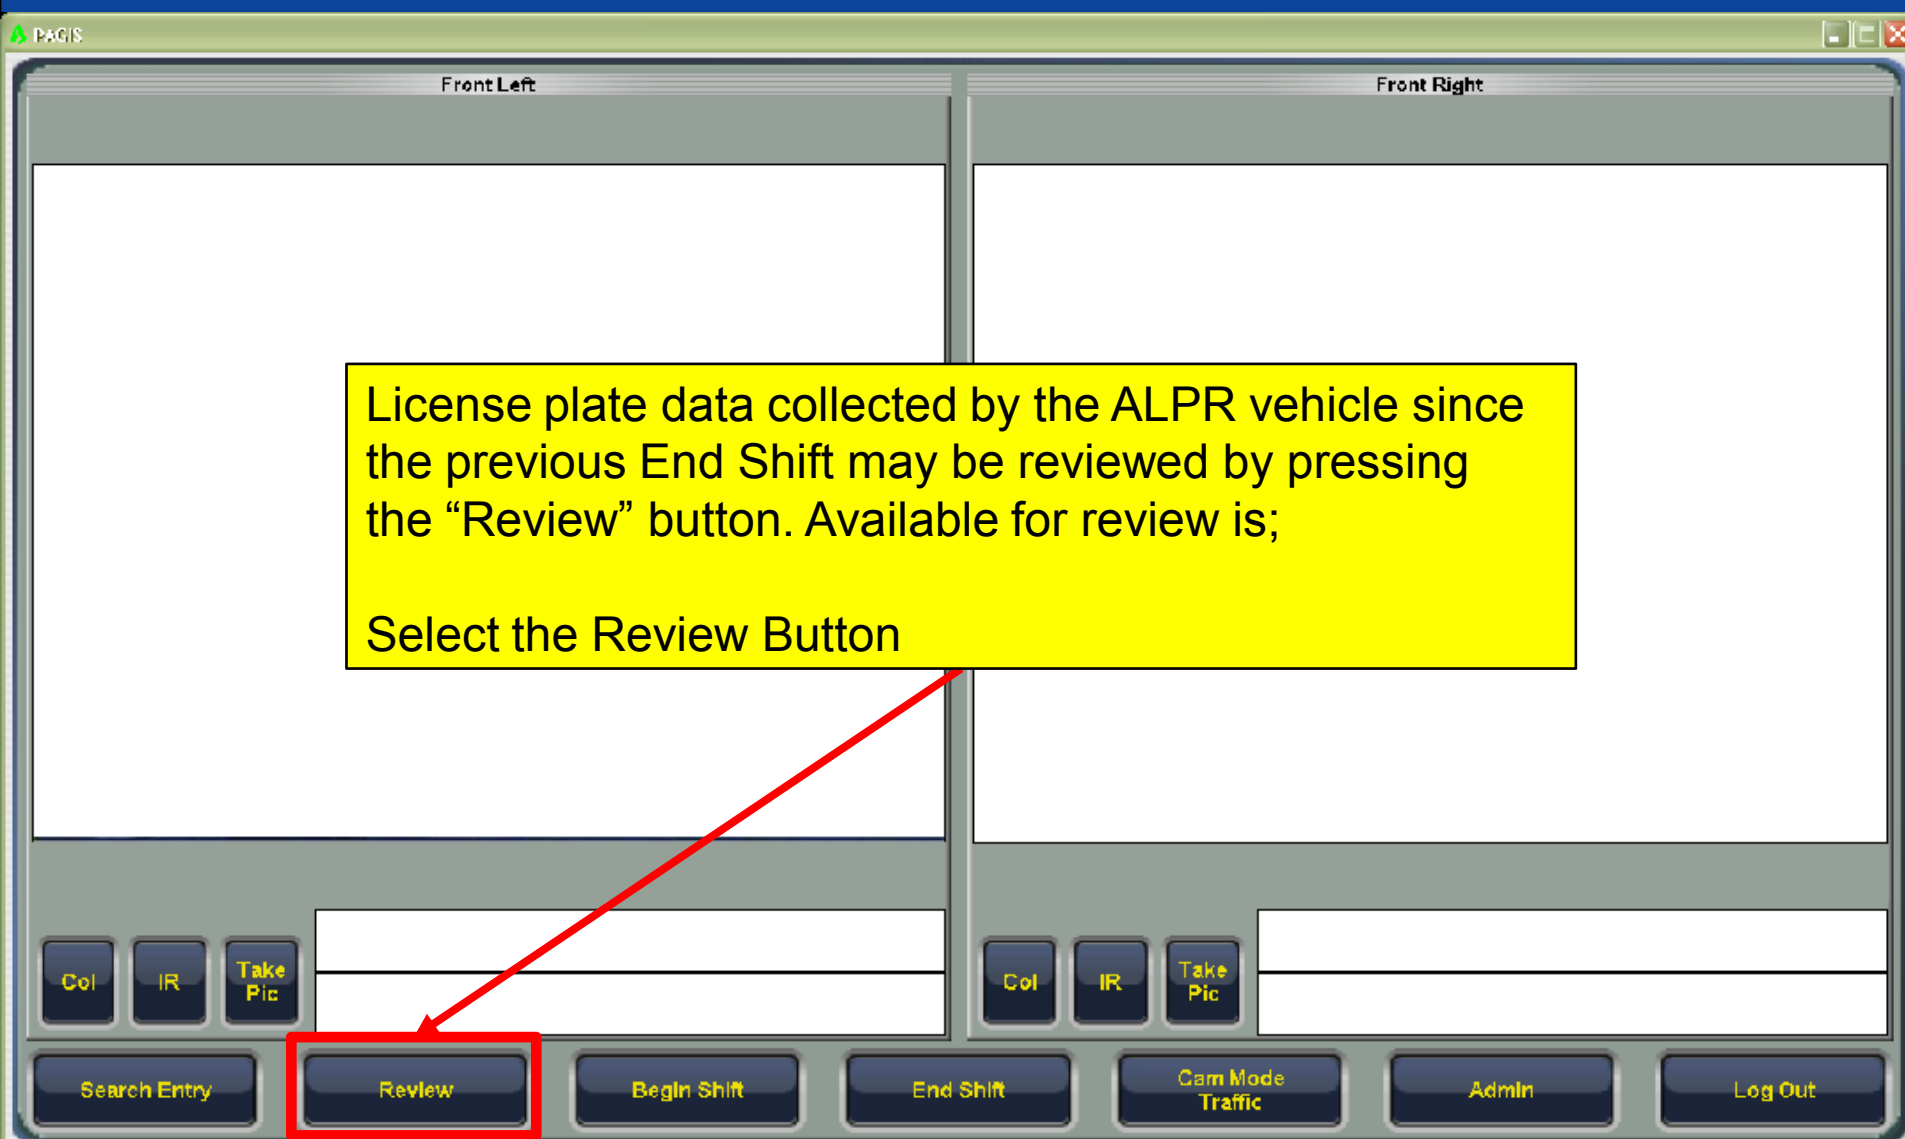 PAGIS
Front Left
Front Right
License plate data collected by the ALPR vehicle since
the previous End Shift may be reviewed by pressing
the “Review” button. Available for review is;
Select the Review Button
Col
IR
Take
Pic
Col
IR
Take
Pic
Search Entry
Review
Begin Shift
End Shift
Cam Mode
Traffic
Admin
Log Out